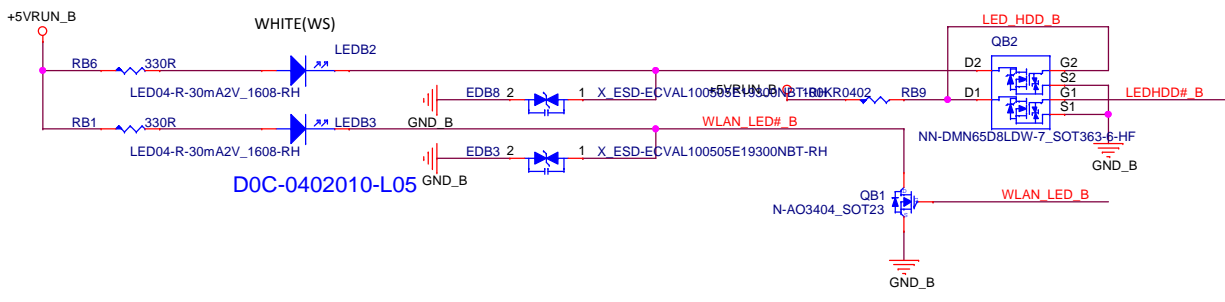 +5VRUN_B
WHITE(WS)
LED_HDD_B
QB2
LEDB2
RB6
330R
LED04-R-30mA2V_1608-RH
D2
G2
S2
D1
G1
S1
EDB8
2
1
X_ESD-ECVAL100505E19300NBT-RH
+5VRUN_B
RB9
LEDHDD#_B
GND_B
NN-DMN65D8LDW-7_SOT363-6-HF
GND_B
RB1
330R
LEDB3
WLAN_LED#_B
LED04-R-30mA2V_1608-RH
EDB3
2
1
X_ESD-ECVAL100505E19300NBT-RH
GND_B
D0C-0402010-L05
QB1
N-AO3404_SOT23
WLAN_LED_B
GND_B